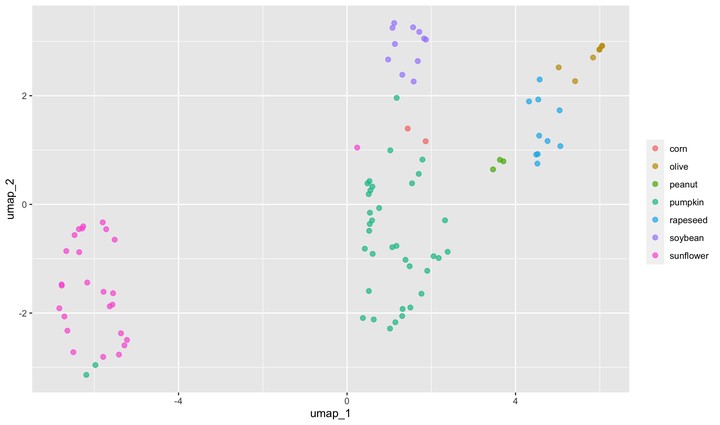 2
0
-2
umap_2
-4
0
4
umap_1
corn
olive
peanut
pumpkin
rapeseed
soybean
sunflower